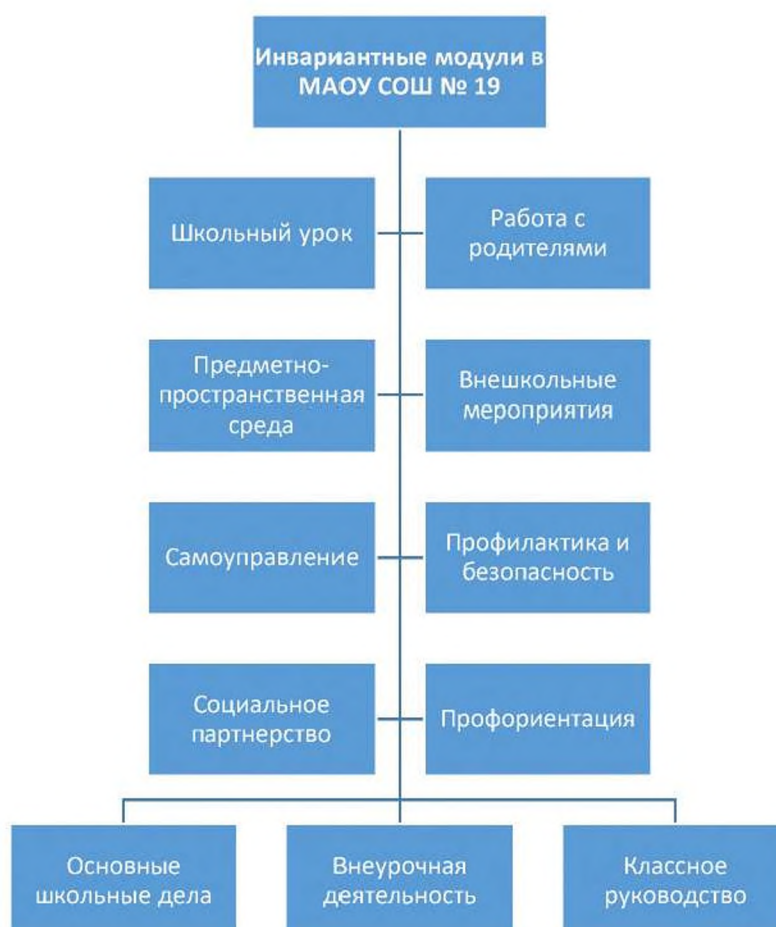 Инвариантные модули в
МАОУ СОШ № 19
Школьный урок
Работа с
родителями
Предметно-
пространственная
среда
Внешкольные
мероприятия
Самоуправление
Профилактика и
безопасность
Социальное
партнерство
Профориентация
Основные
школьные дела
Внеурочная
деятельность
Классное
руководство